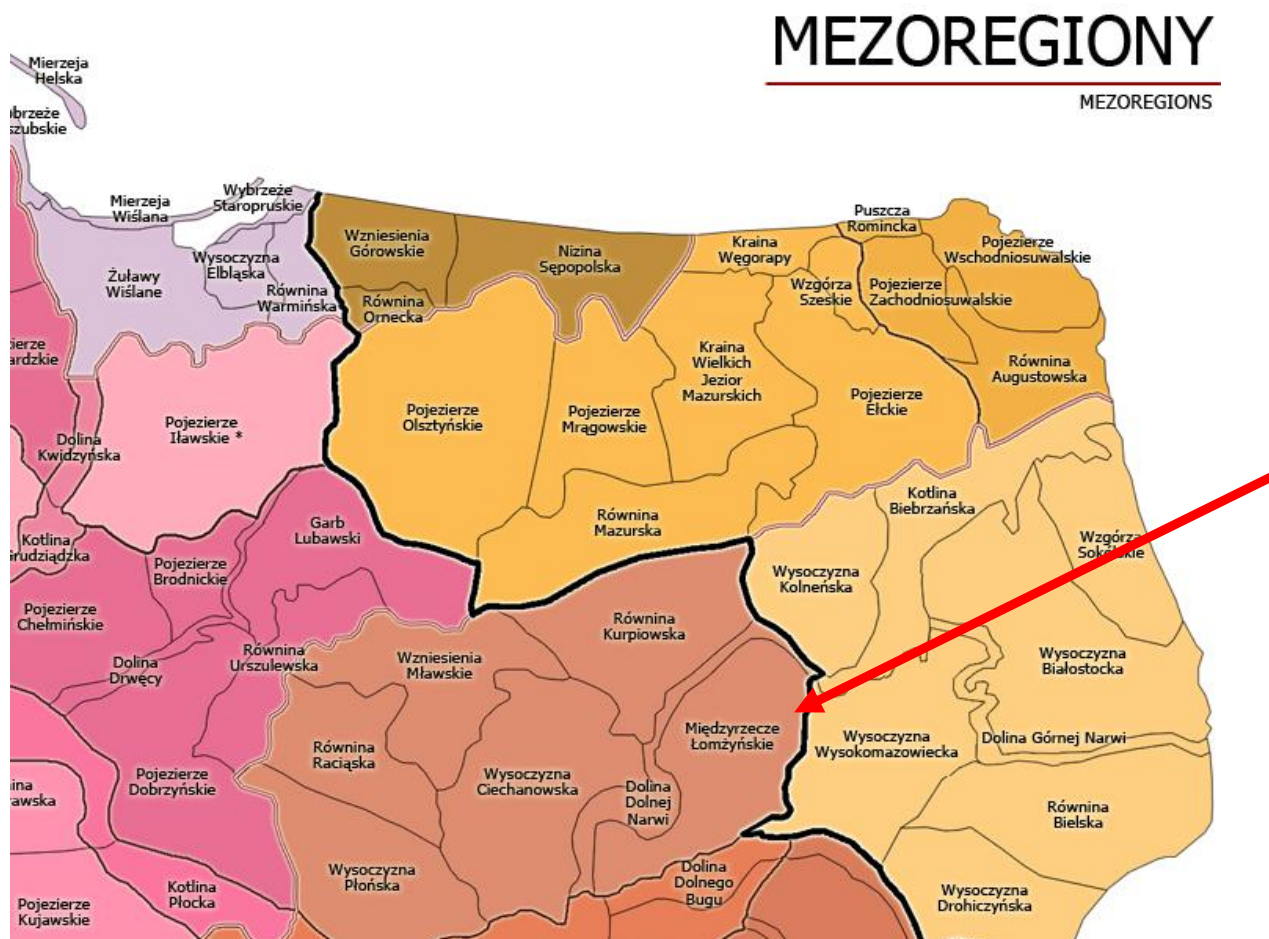 MEZOREGIONY
MEZOREGIONS
Mierzeja
Helska
Mierzeja
Wiślana
Wybrzeże
Staropruskie
Żuławy
Wiślane
Wysoczyzna
Elbląska
Równina
Warmińska
Wzniesienia
Górowskie
Równina
Ornecka
Nizina
Sępopolska
Kraina
Węgorapy
Puszcza
Romincka
Wzgórza
Szeskie
Pojezierze
Zachodniosuwalskie
Pojezierze
Wschodniosuwalskie
Równina
Augustowska
Pojezierze
Iławskie *
Dolina
Kwidzyńska
Pojezierze
Olsztyńskie
Pojezierze
Mrągowskie
Kraina
Wielkich
Jezior
Mazurskich
Pojezierze
Ełckie
Równina
Mazurska
Kotlina
Biebrzańska
Wzgórza
Sokólskie
Kotlina
Pojezierze
Brodnickie
Garb
Lubawski
Wysoczyzna
Kolneńska
Pojezierze
Chełmińskie
Dolina
Drwęcy
Równina
Urszulewska
Wzniesienia
Mławskie
Równina
Kurpiowska
Wysoczyzna
Białostocka
Międzyrzecze
Łomżyńskie
Wysoczyzna
Wysokomazowiecka
Dolina Górnej Narwi
Równina
Raciąska
Pojezierze
Dobrzyńskie
Wysoczyzna
Ciechanowska
Dolina
Dolnej
Narwi
Równina
Bielska
Wysoczyzna
Płońska
Dolina
Dolnego
Bugu
Wysoczyzna
Drohiczyńska
Kotlina
Płocka
Pojezierze
Kujawskie